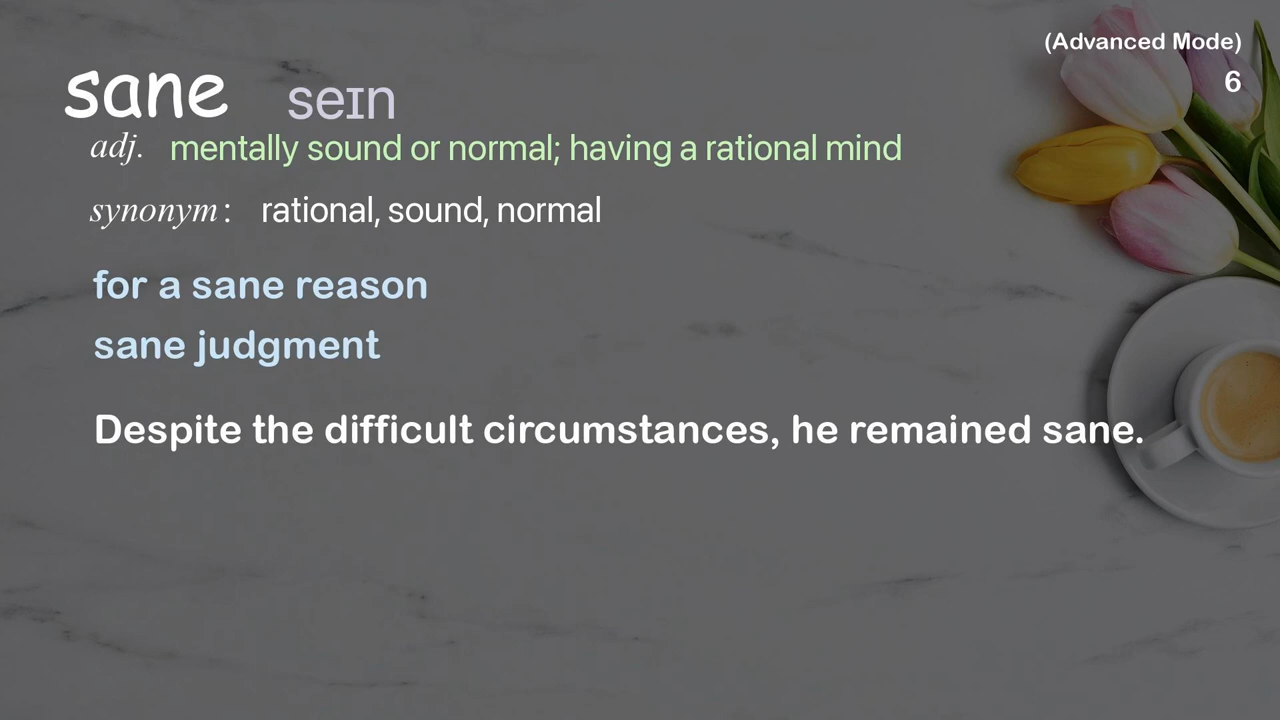 (Advanced Mode)
6
sane seɪn
adj. mentally sound or normal; having a rational mind
synonym: rational, sound, normal
for a sane reason
sane judgment
Despite the difficult circumstances, he remained sane.